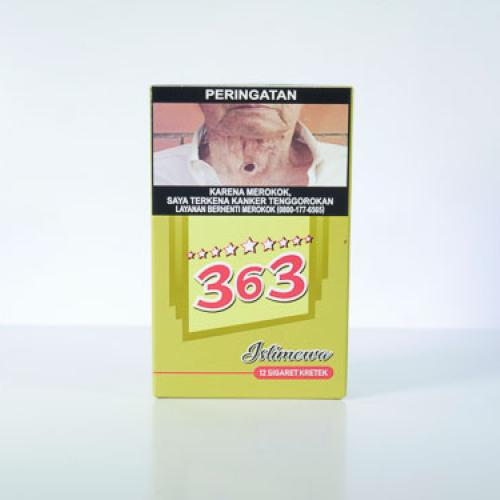 PERINGATAN
KARENA MEROKOK,
SAYA TERKENA KANKER TENGGOROKAN
LAYANAN BERHENTI MEROKOK (0800-177-6565)
363
Istimewa
12 SIGARET KRETEK